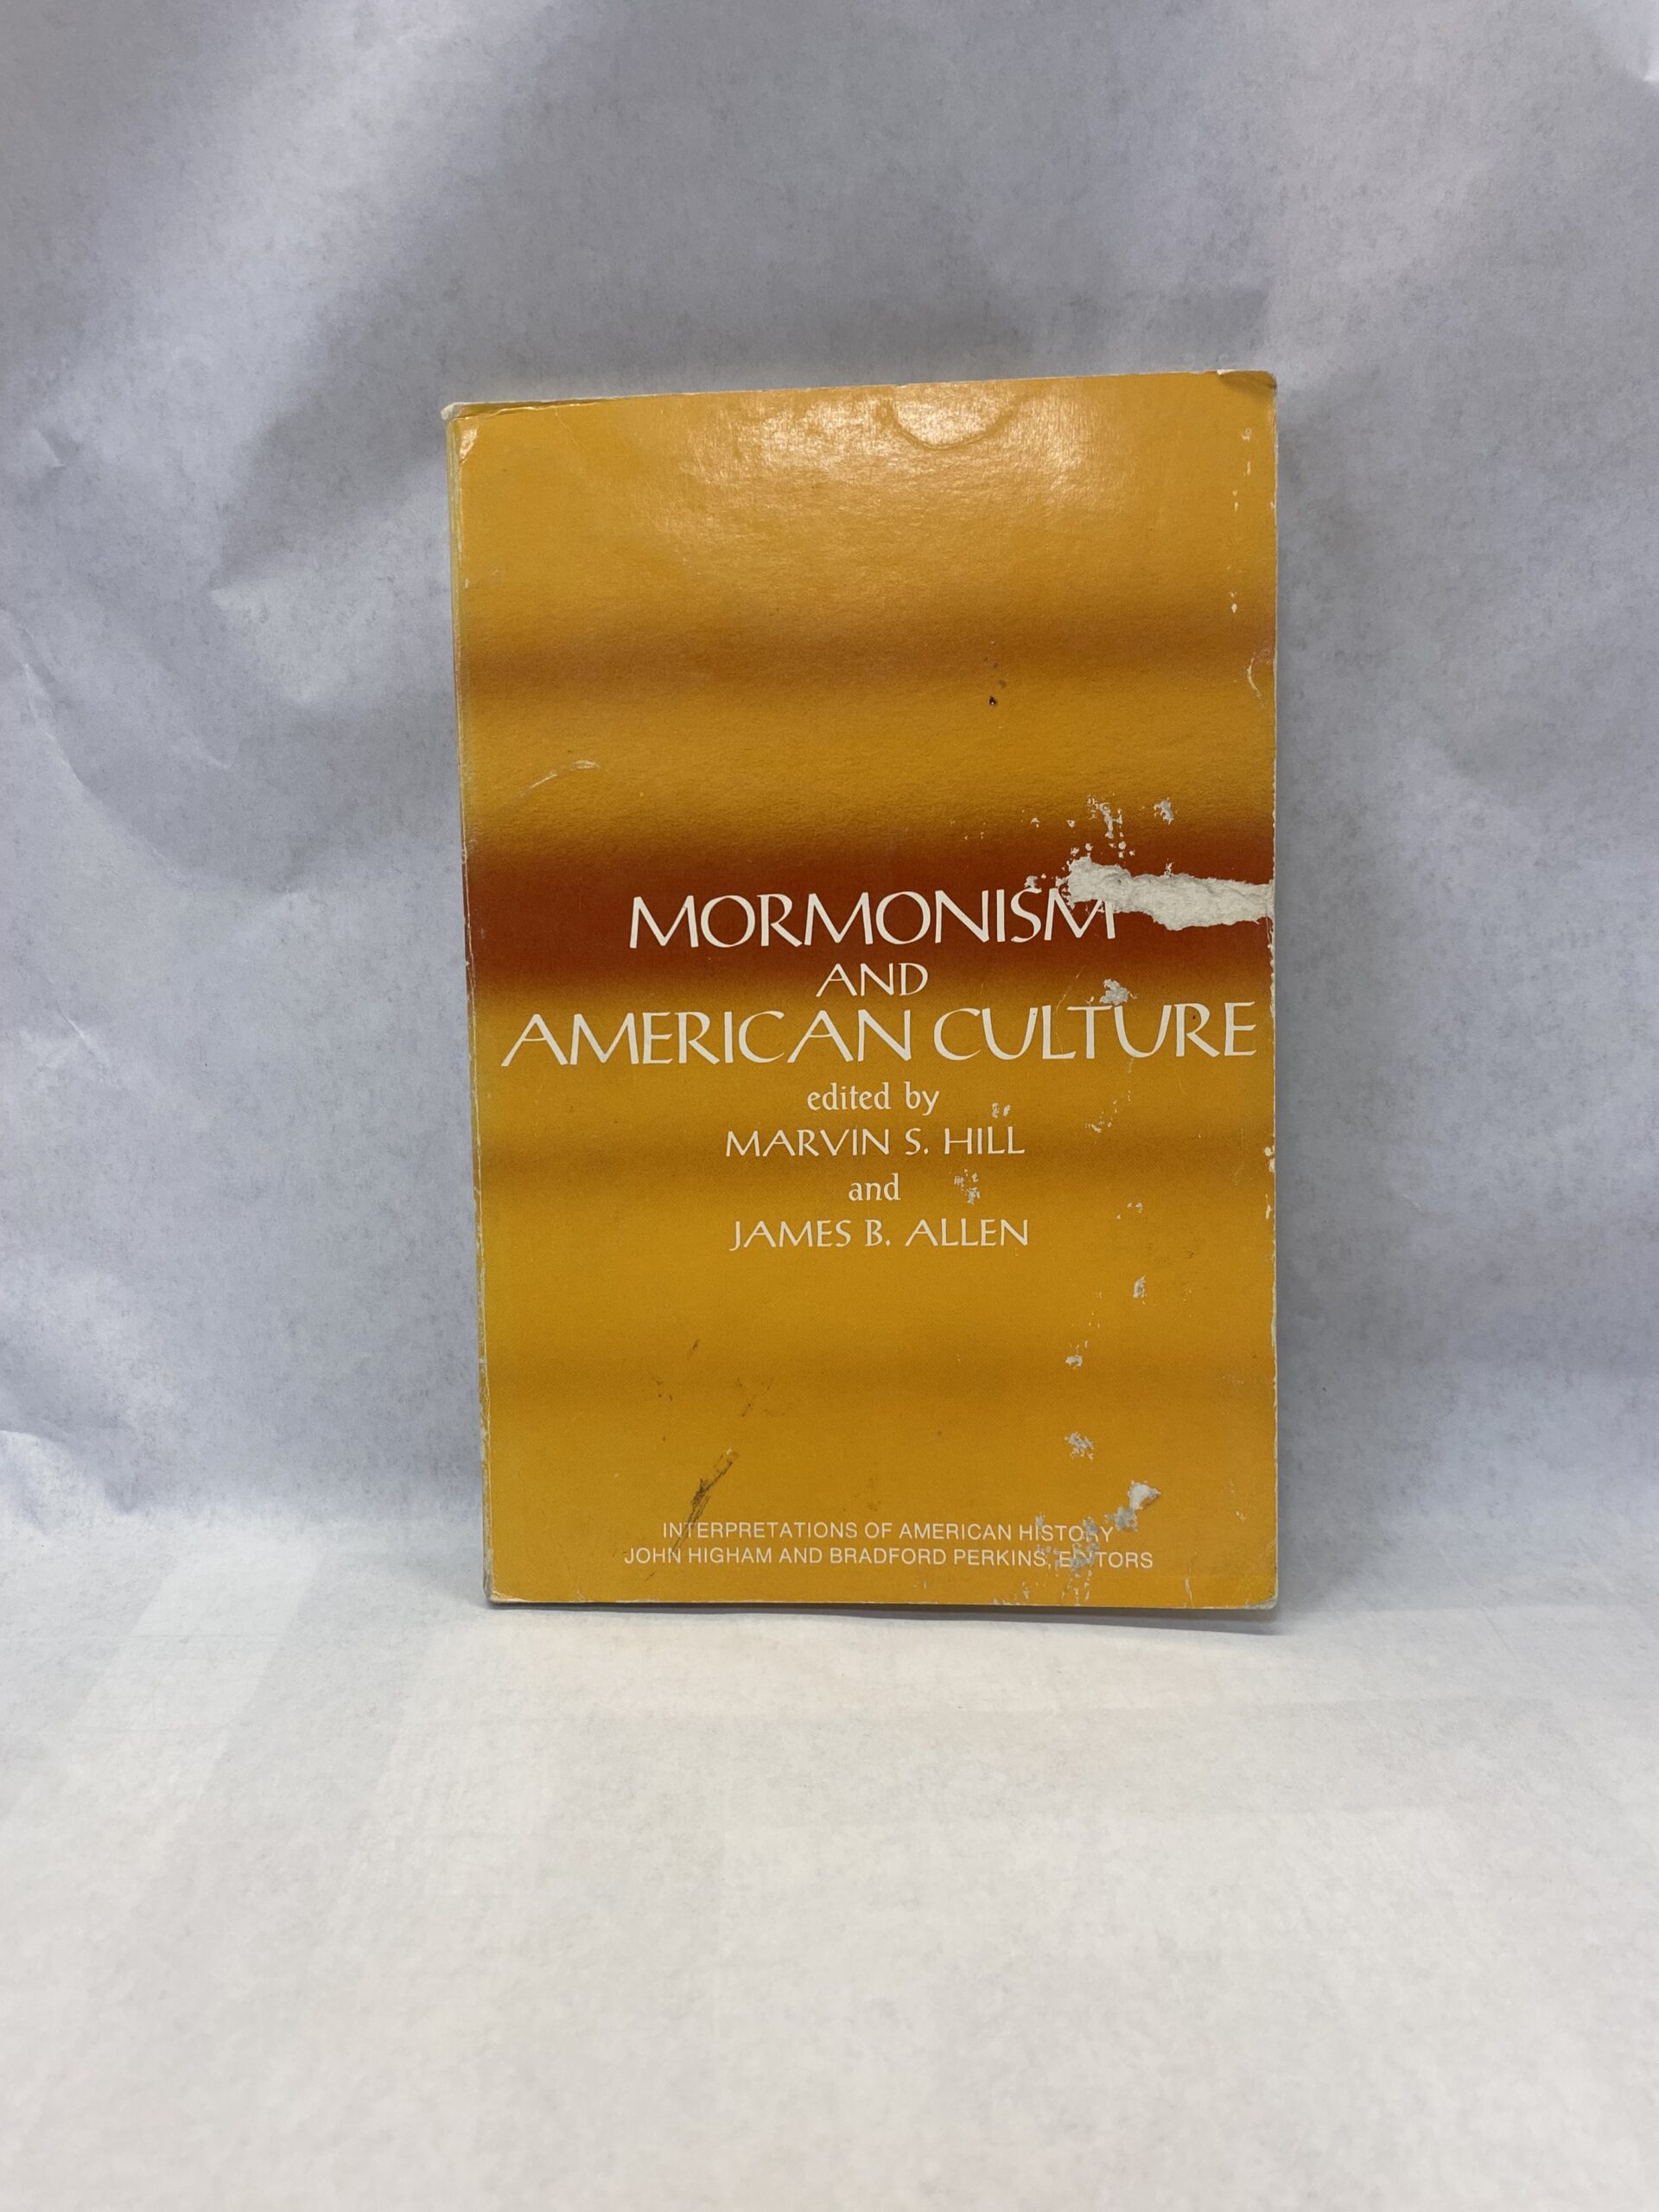 MORMONISM
AND
AMERICAN CULTURE
edited by
MARVIN S. HILL
and
JAMES B. ALLEN
INTERPRETATIONS OF AMERICAN HISTORY
JOHN HIGHAM AND BRADFORD PERKINS, EDITORS